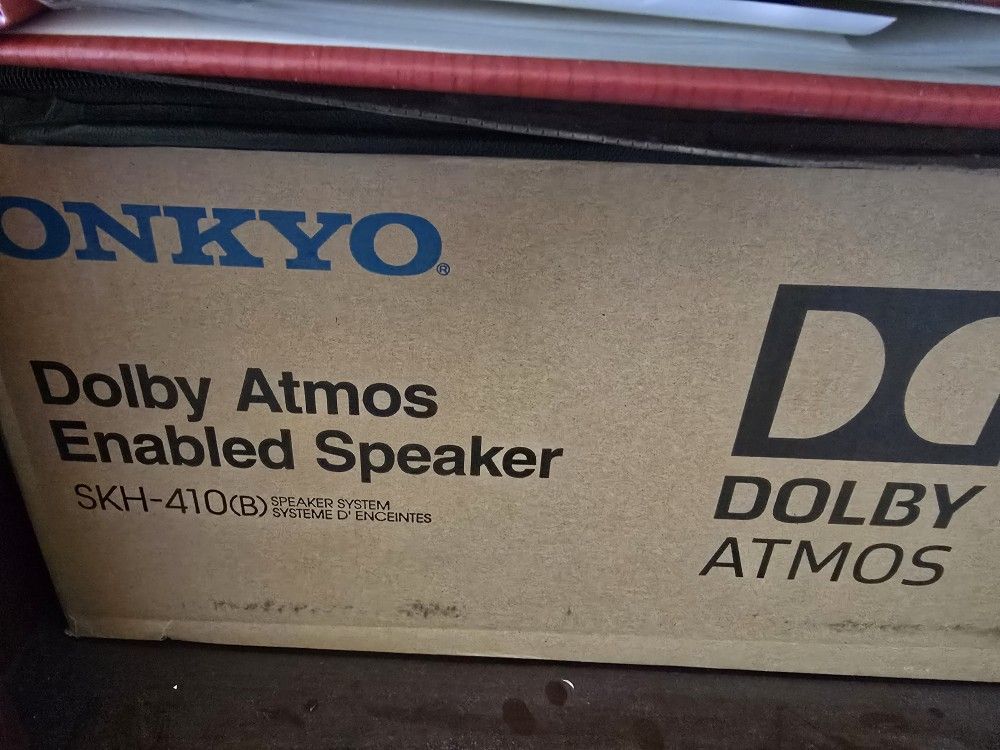 ONKYO®
Dolby Atmos
Enabled Speaker
SKH-410(B) SPEAKER SYSTEM
SYSTEME D' ENCEINTES
DOLBY
ATMOS